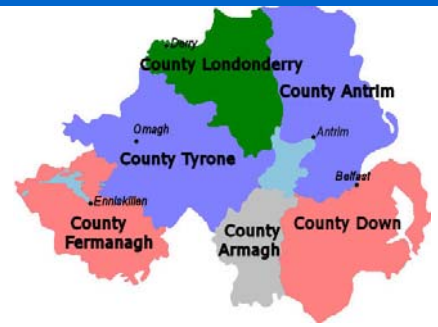 Derry
County Londonderry
County Antrim
Omagh
Antrim
County Tyrone
Belfast
Enniskillen
County
Fermanagh
County
Armagh
County Down